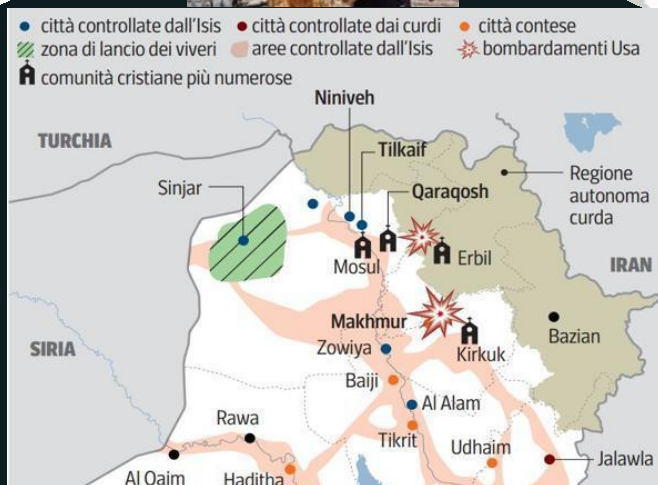 città controllate dall'Isis
città controllate dai curdi
città contese
zona di lancio dei viveri
aree controllate dall'Isis
bombardamenti Usa
comunità cristiane più numerose
Niniveh
TURCHIA
Tilkaif
Sinjar
Qaraqosh
Regione
autonoma
curda
Mosul
Erbil
IRAN
Makhmur
Bazian
SIRIA
Zowiya
Kirkuk
Baiji
Al Alam
Rawa
Tikrit
Udhaim
Jalawla
Al Qaim
Haditha